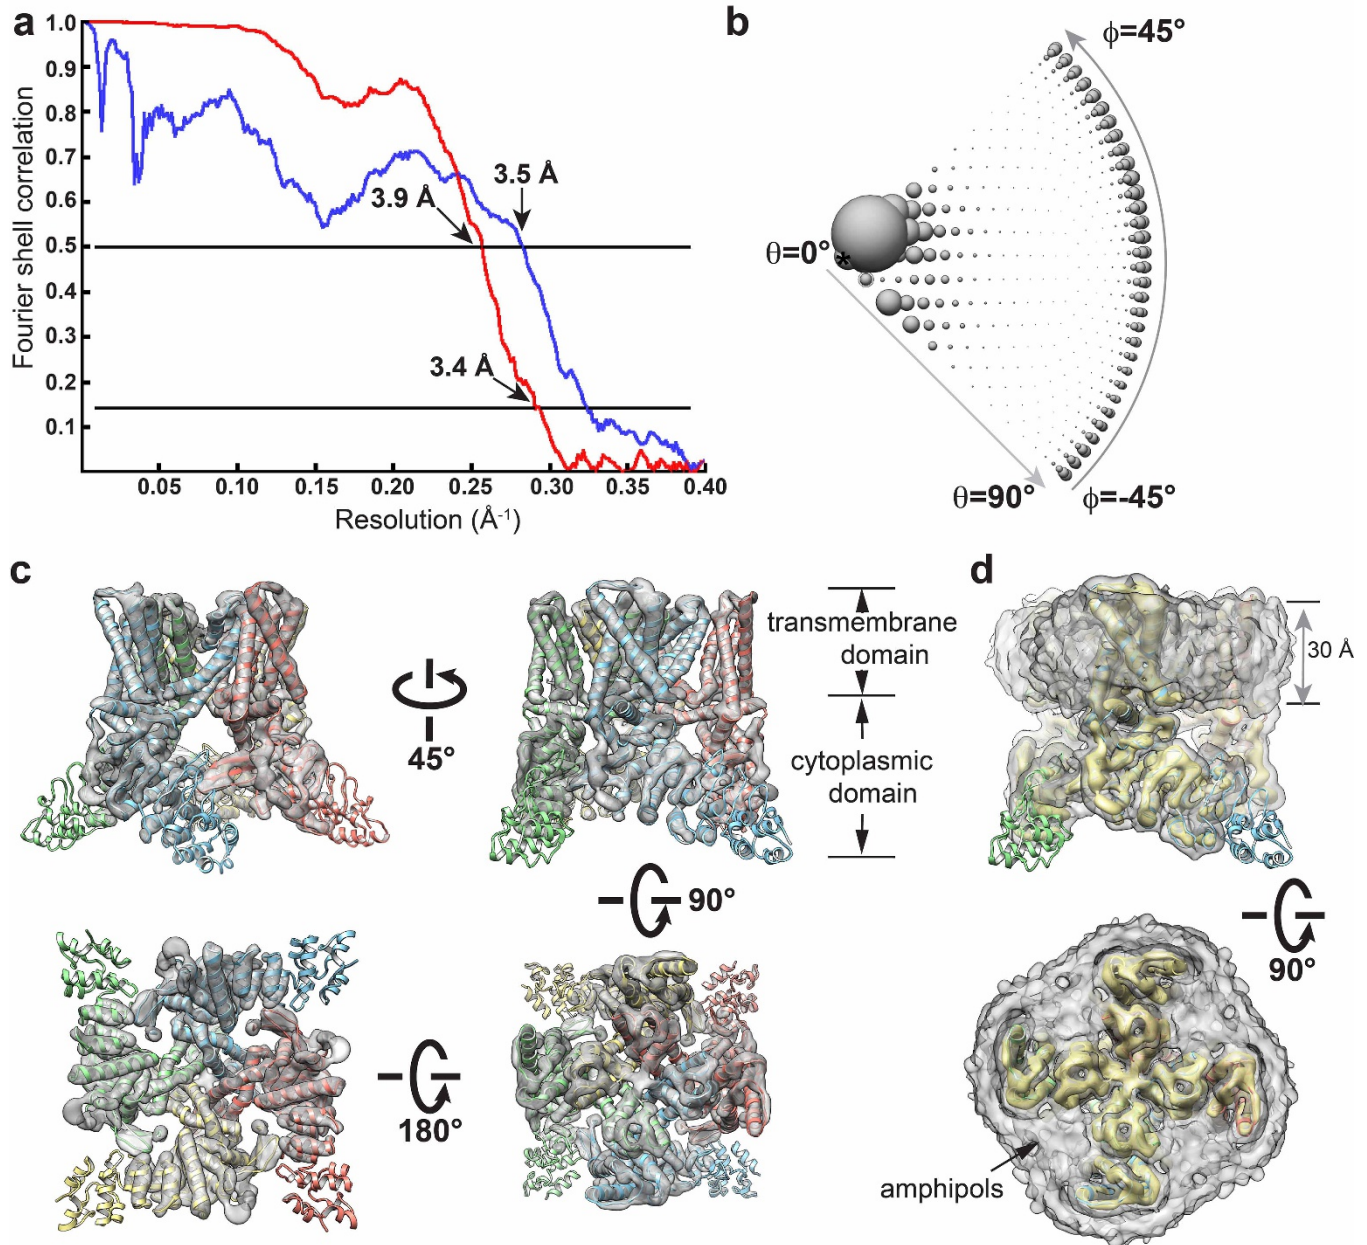 a
1.0
0.9
0.8
0.7
0.6
0.5
0.4
0.3
0.2
0.1
Fourier shell correlation
3.9 Å
3.5 Å
3.4 Å
0.05 0.10 0.15 0.20 0.25 0.30 0.35 0.40
Resolution (Å⁻¹)
b
ϕ=45°
θ=0°
*
θ=90°
ϕ=-45°
c
45°
transmembrane
domain
cytoplasmic
domain
90°
180°
d
30 Å
90°
amphipols